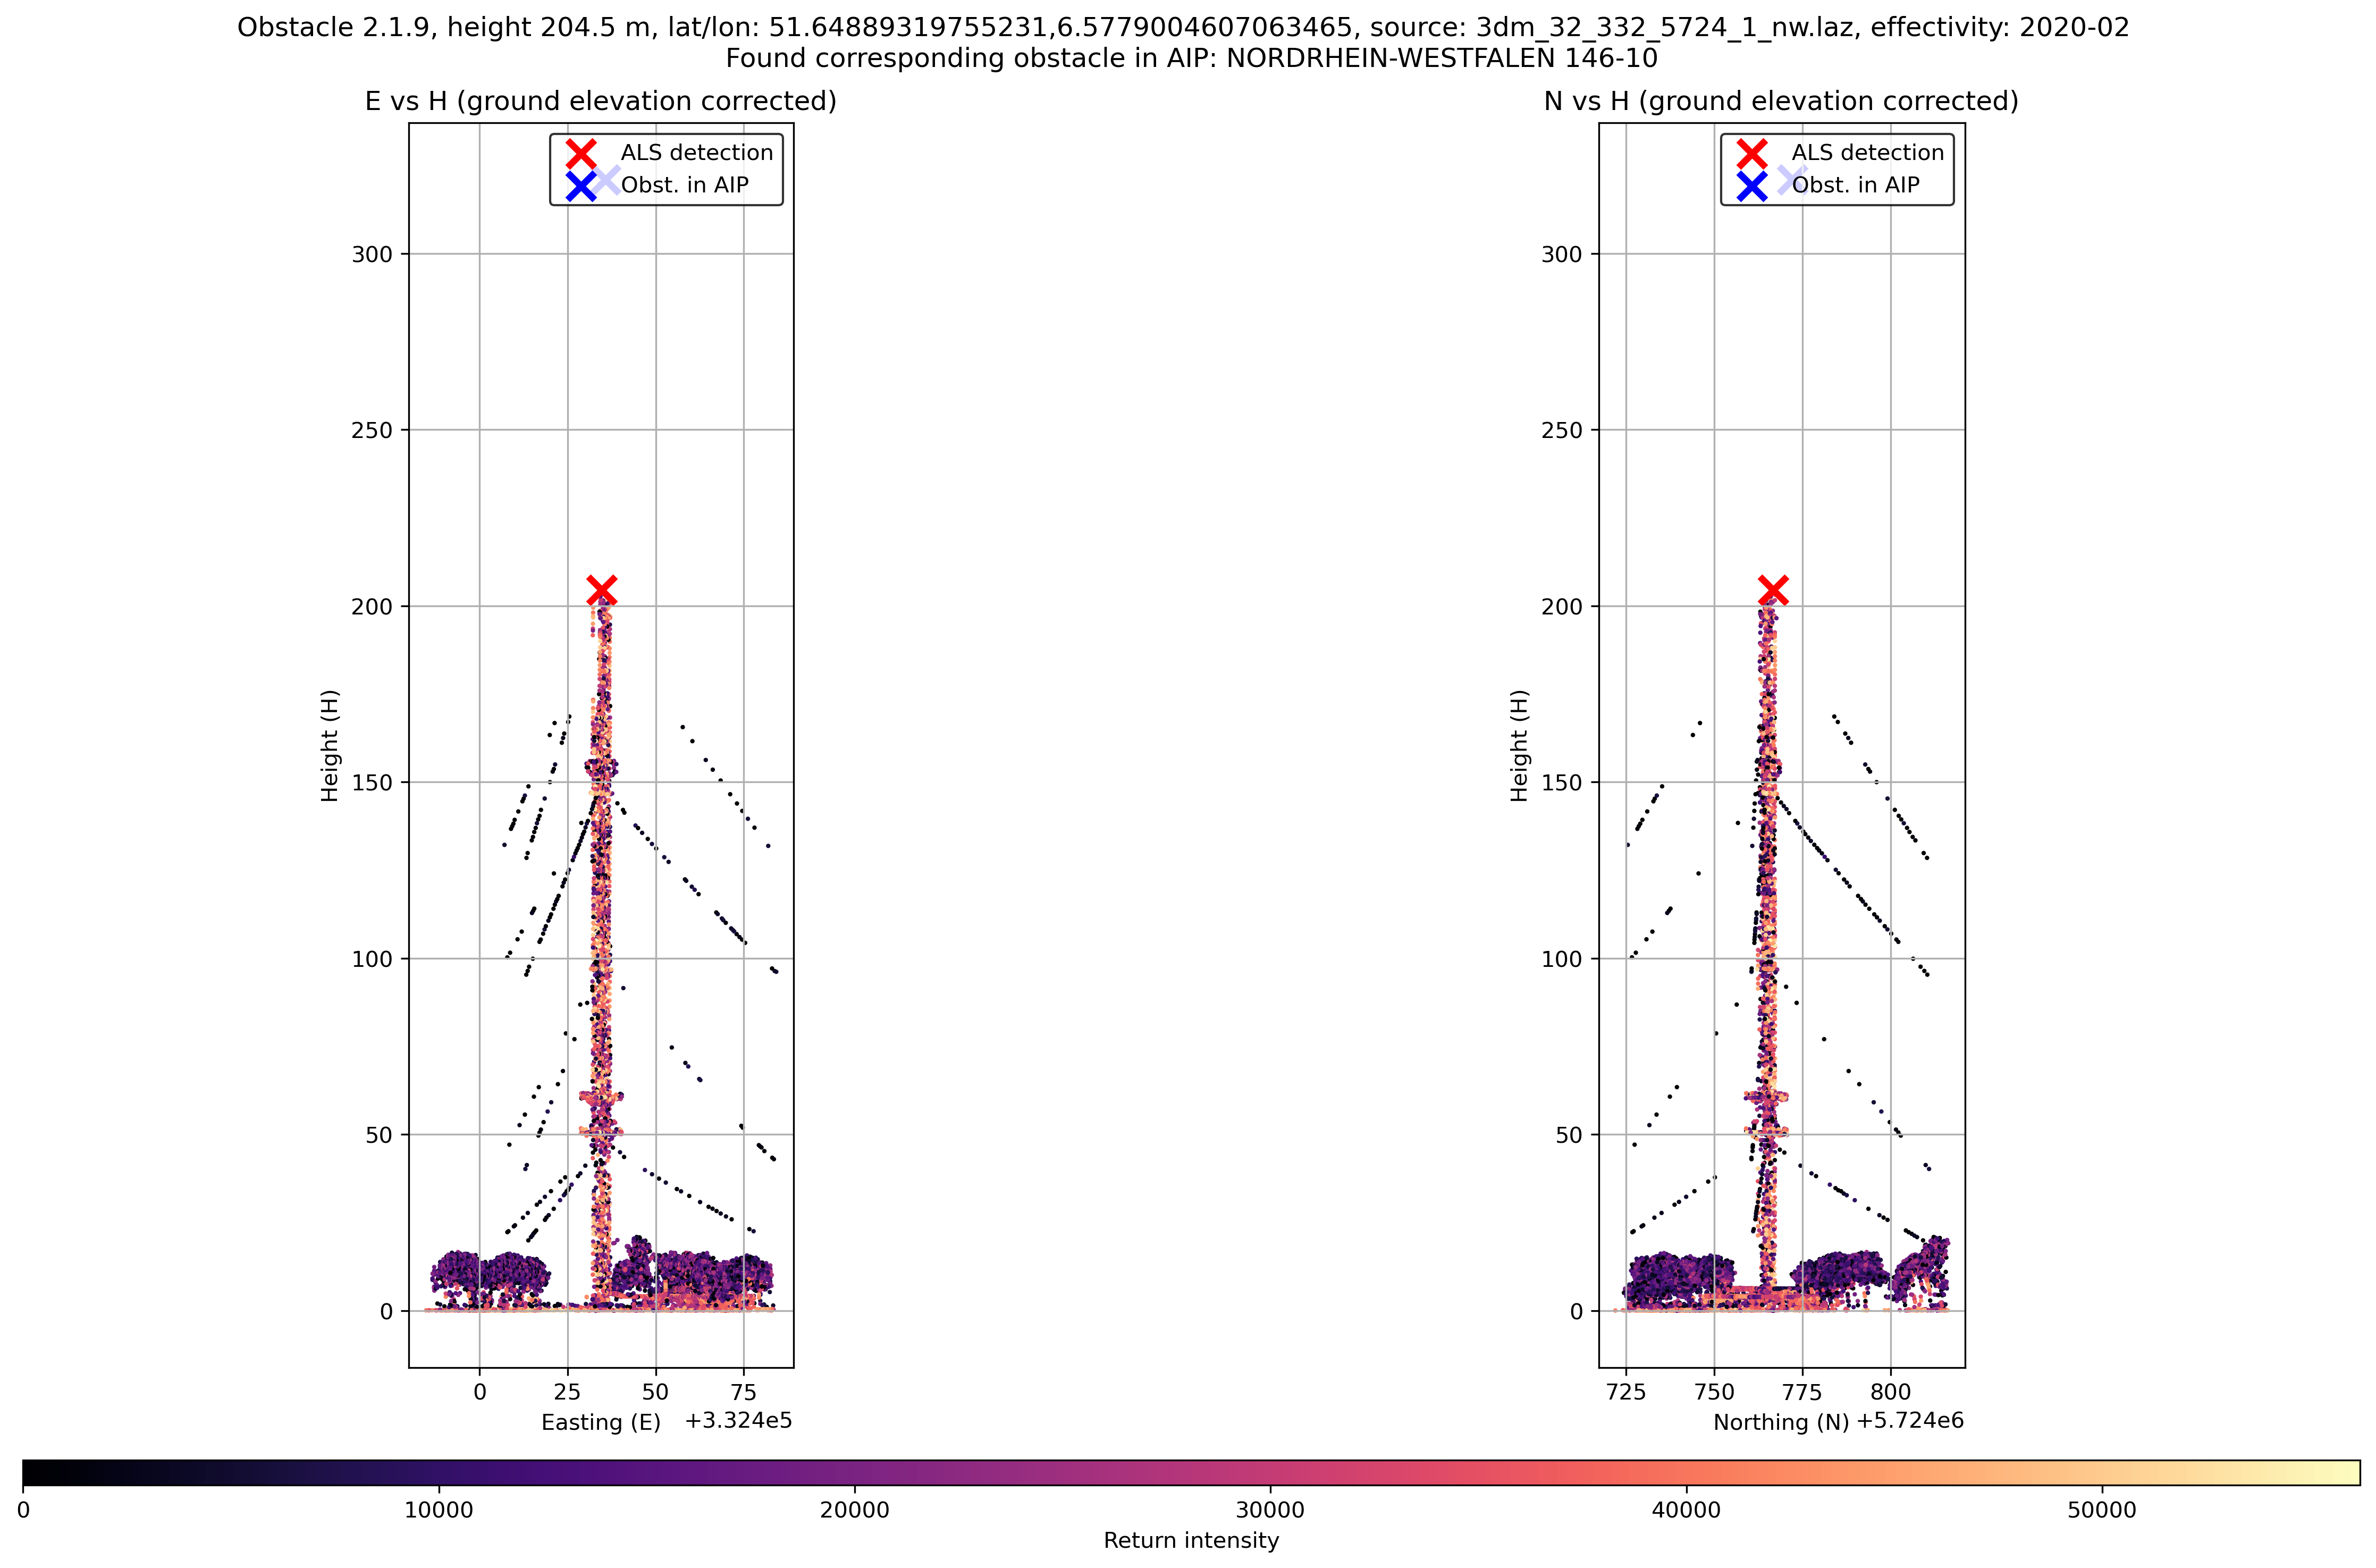 Obstacle 2.1.9, height 204.5 m, lat/lon: 51.64889319755231,6.5779004607063465, source: 3dm_32_332_5724_1_nw.laz, effectivity: 2020-02
Found corresponding obstacle in AIP: NORDRHEIN-WESTFALEN 146-10
E vs H (ground elevation corrected)
ALS detection
Obst. in AIP
300
250
200
150
100
50
0
Height (H)
0 25 50 75
Easting (E) +3.324e5
N vs H (ground elevation corrected)
ALS detection
Obst. in AIP
300
250
200
150
100
50
0
Height (H)
725 750 775 800
Northing (N) +5.724e6
0 10000 20000 30000 40000 50000
Return intensity